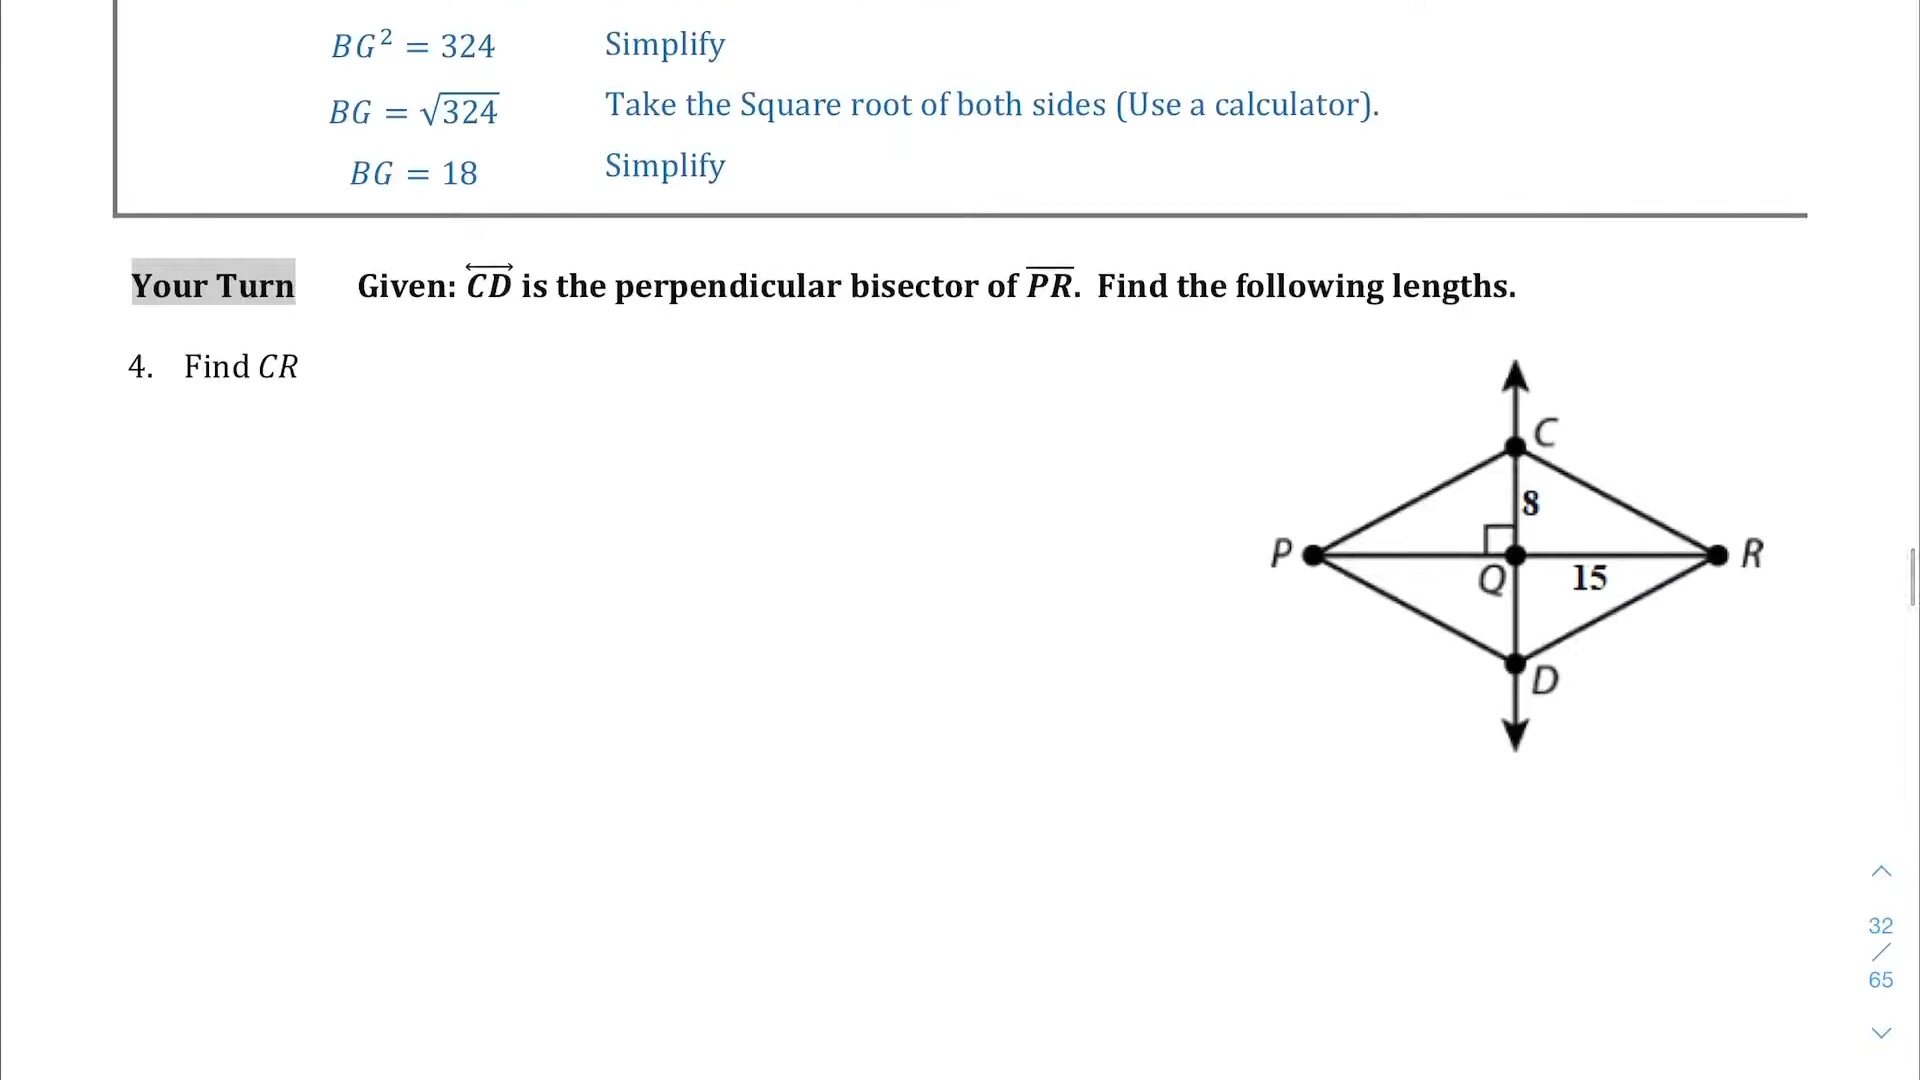 BG² = 324 Simplify
BG = √324 Take the Square root of both sides (Use a calculator).
BG = 18 Simplify
Your Turn Given: CD is the perpendicular bisector of PR. Find the following lengths.
4. Find CR
C
8
P
R
Q
15
D
32
/
65